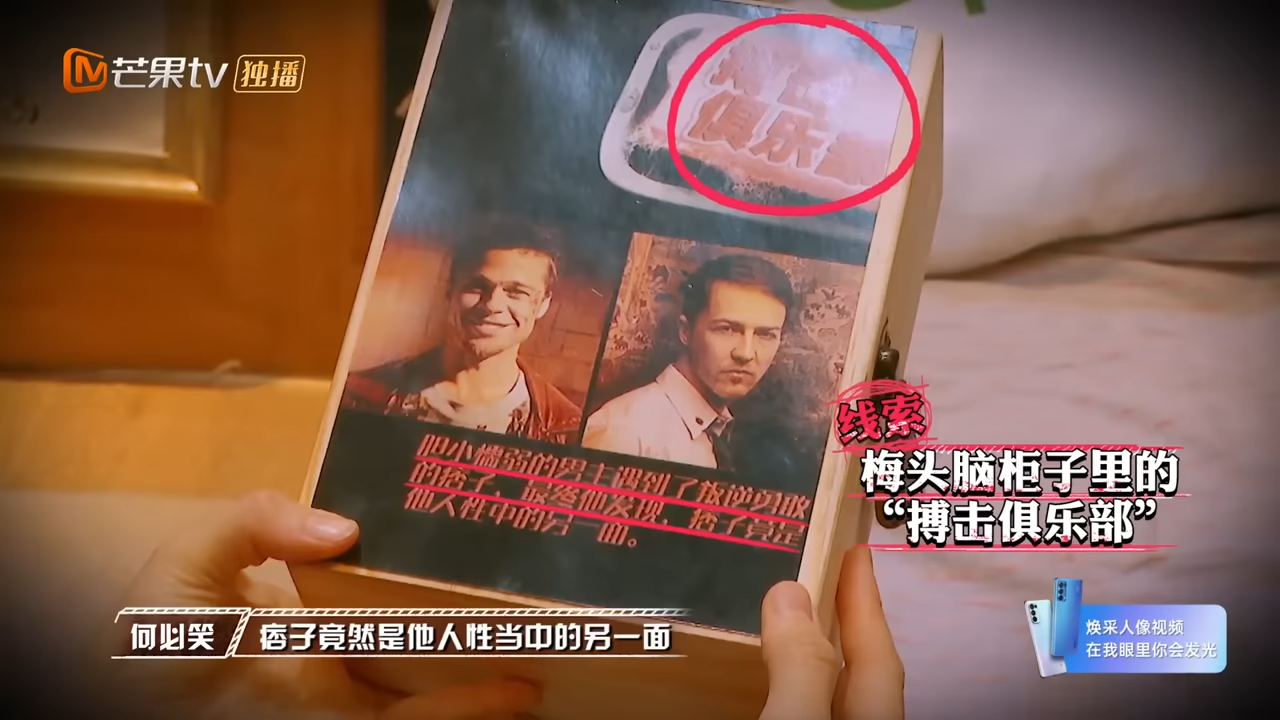 芒果tv 独播
俱乐部
胆小懦弱的男主遇到了叛逆勇敢
的痞子，最终他发现，痞子竟是
他人性中的另一面。
线索
梅头脑柜子里的
“搏击俱乐部”
何必笑 痞子竟然是他人性当中的另一面
焕采人像视频
在我眼里你会发光